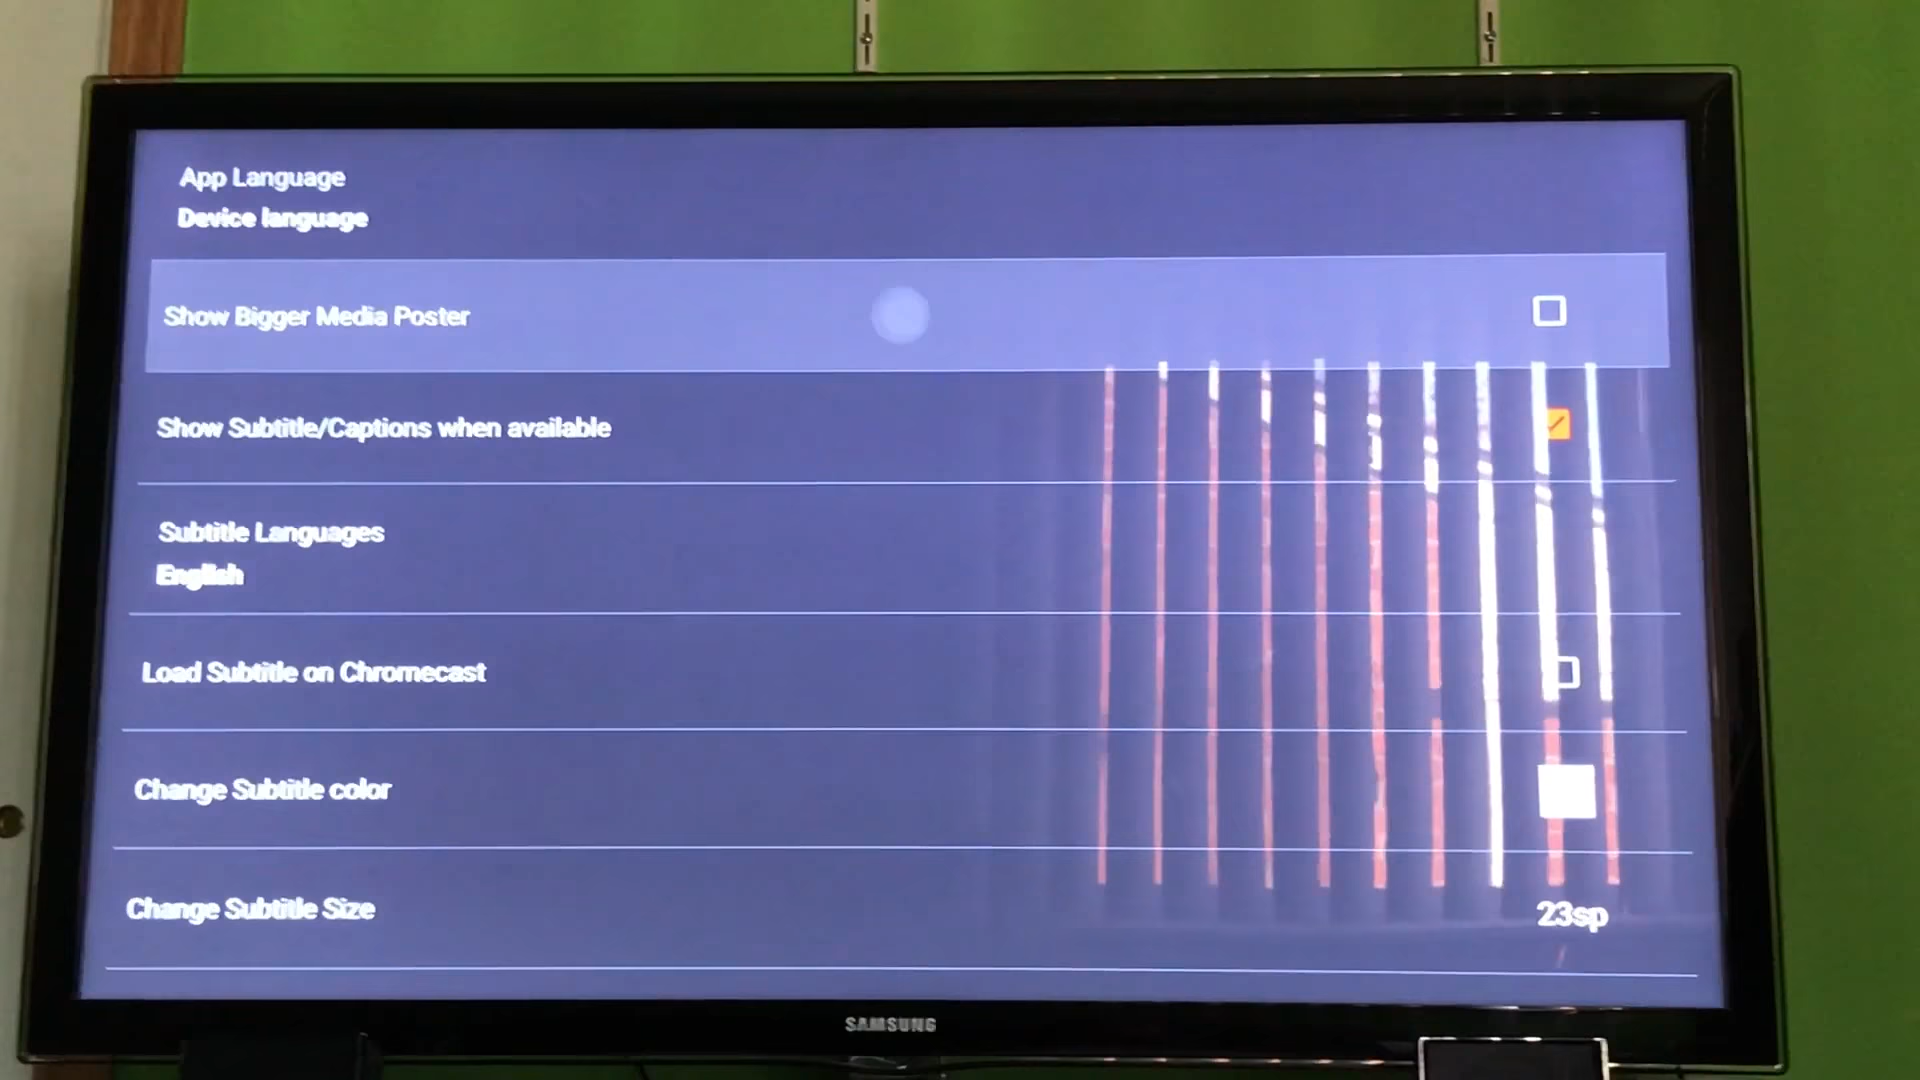 App Language
Device language
Show Bigger Media Poster
Show Subtitle/Captions when available
Subtitle Languages
English
Load Subtitle on Chromecast
Change Subtitle color
Change Subtitle Size
23sp
SAMSUNG